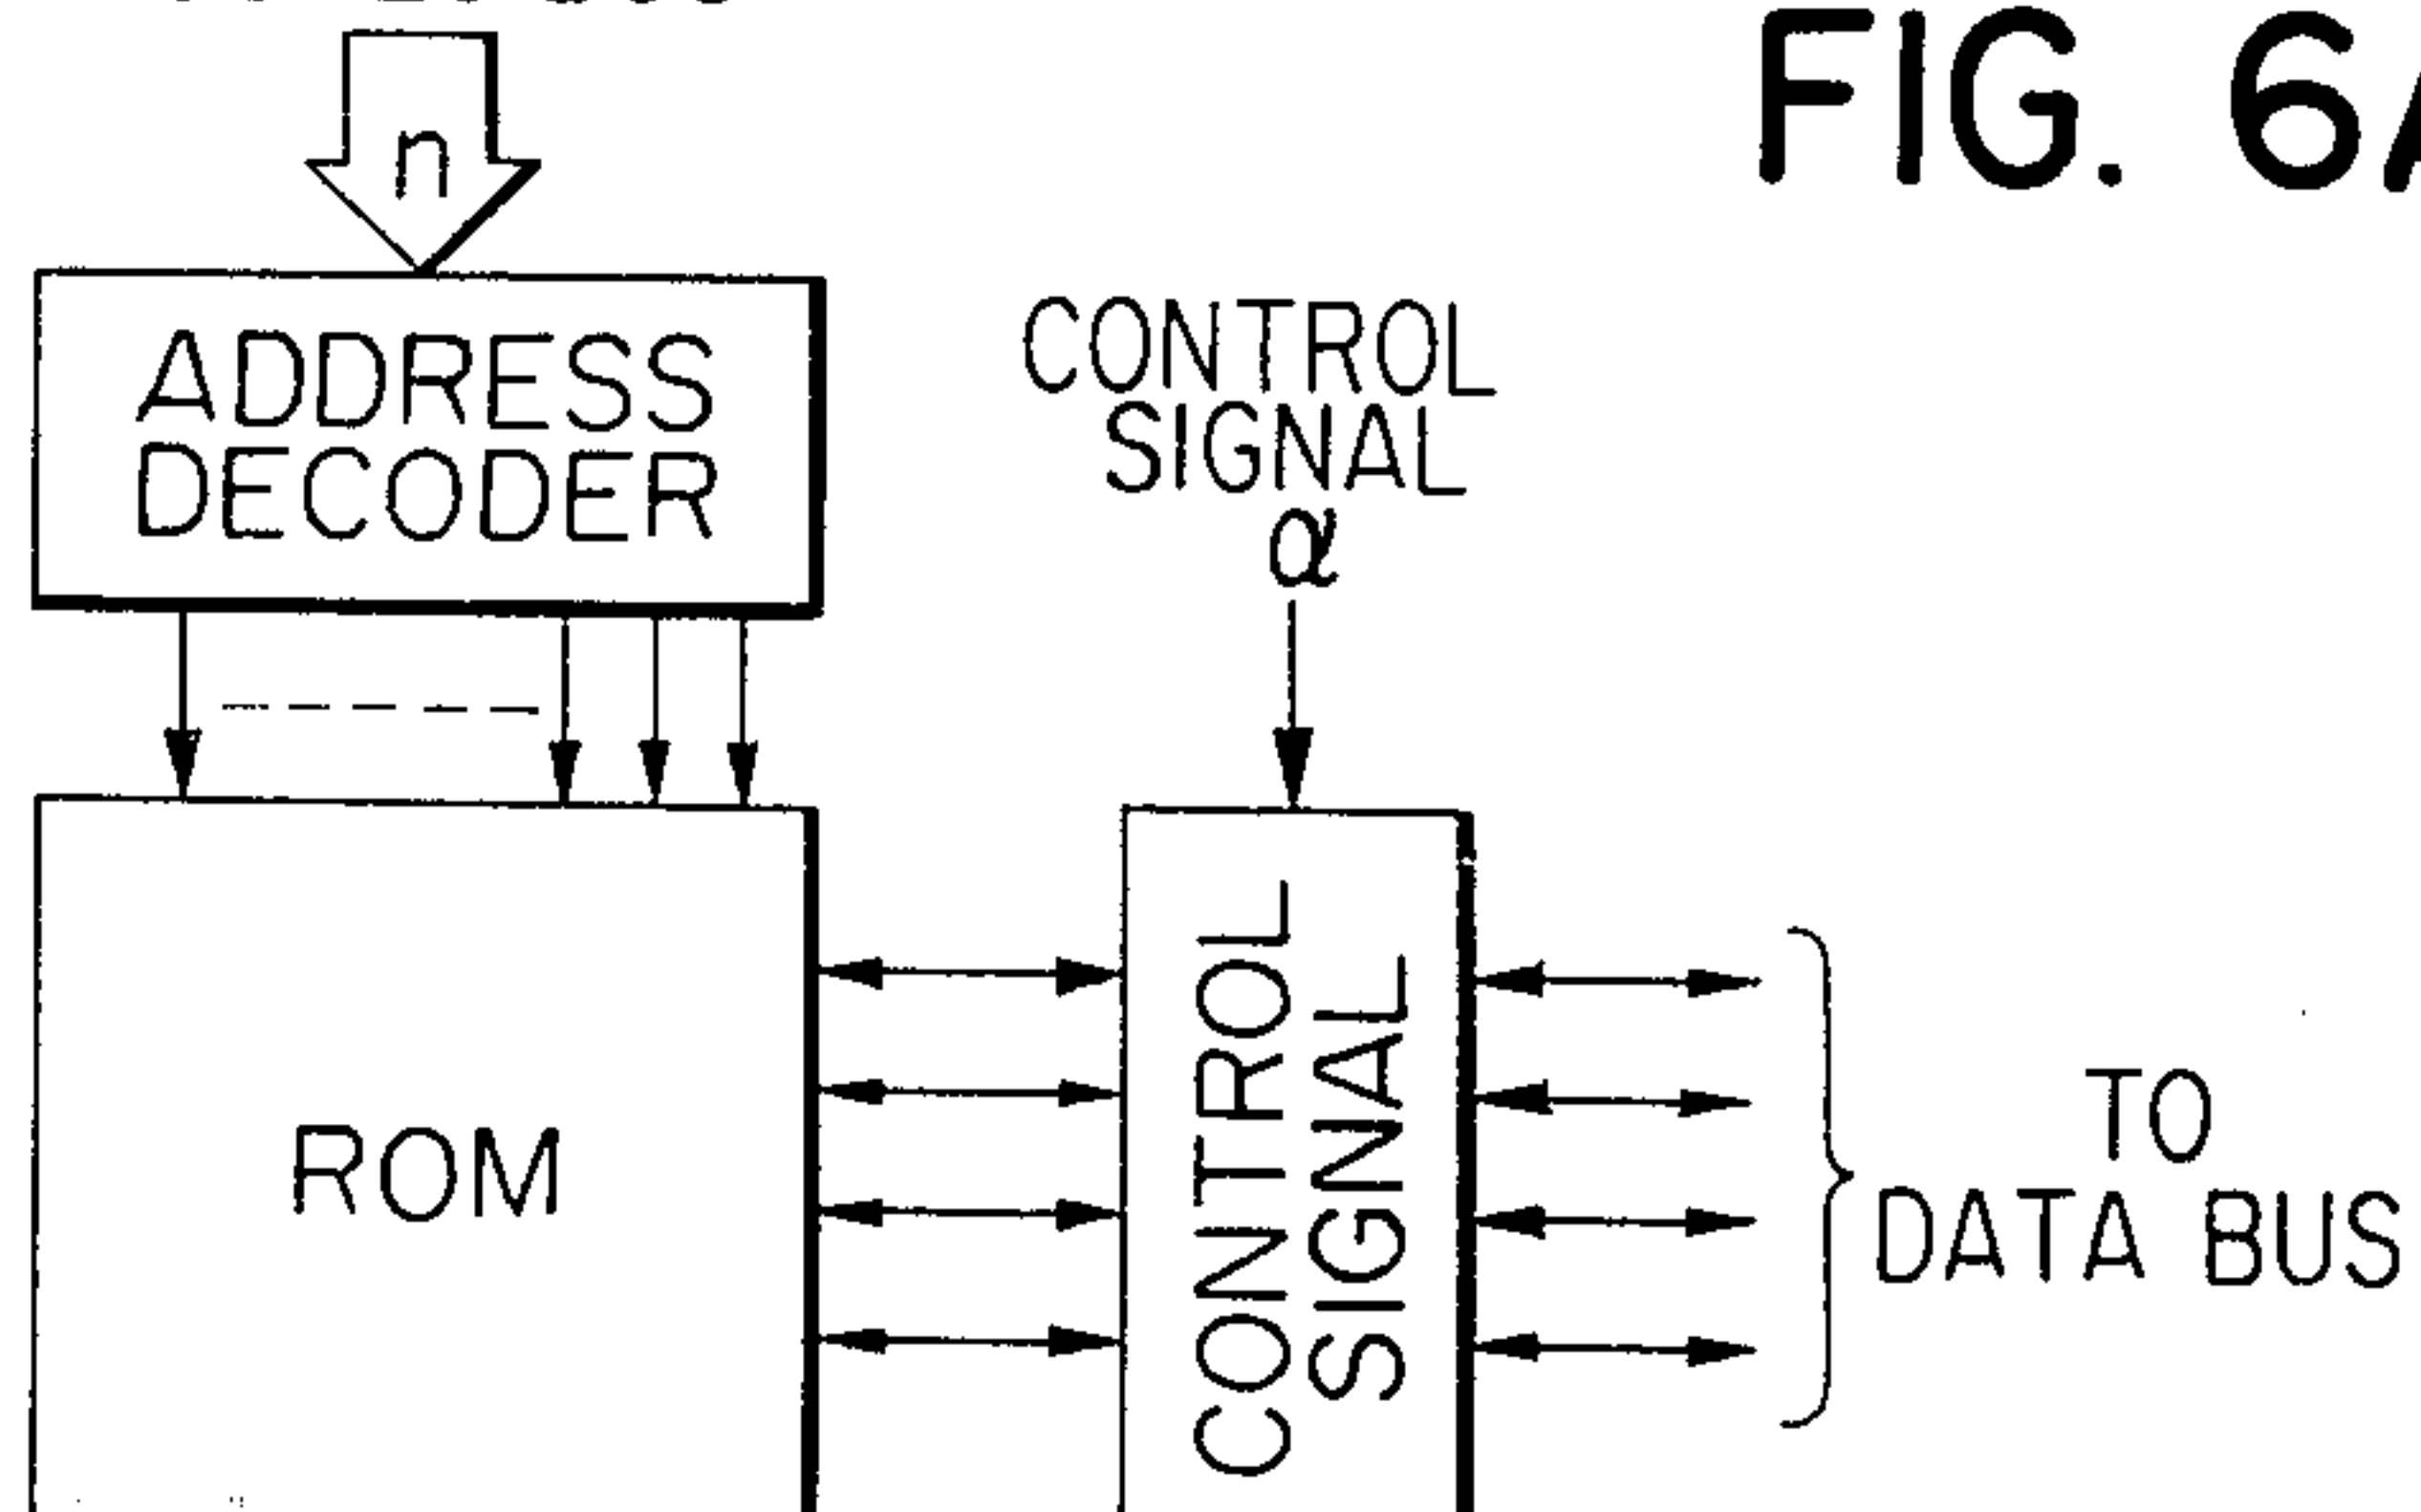 FIG. 6A
n
ADDRESS
DECODER
CONTROL
SIGNAL
α
ROM
CONTROL
SIGNAL
TO
DATA BUS